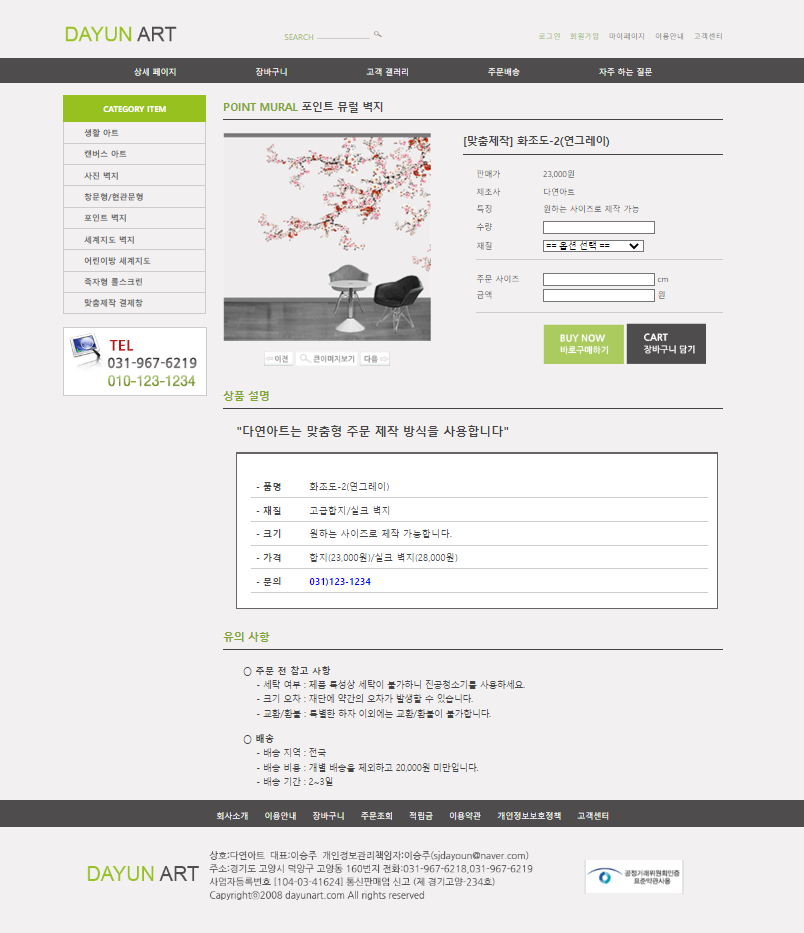 DAYUN ART
SEARCH
로그인 회원가입 마이페이지 이용안내 고객센터
상세 페이지 장바구니 고객 갤러리 주문배송 자주 하는 질문
CATEGORY ITEM
생활 아트
캔버스 아트
사진 벽지
창문형/현관문형
포인트 벽지
세계지도 벽지
어린이방 세계지도
족자형 롤스크린
맞춤제작 결제창
TEL
031-967-6219
010-123-1234
POINT MURAL 포인트 뮤럴 벽지
[맞춤제작] 화조도-2(연그레이)
판매가 23,000원
제조사 다연아트
특징 원하는 사이즈로 제작 가능
수량
재질 == 옵션 선택 ==
주문 사이즈 cm
금액 원
이전 큰이미지보기 다음
BUY NOW
바로구매하기
CART
장바구니 담기
상품 설명
"다연아트는 맞춤형 주문 제작 방식을 사용합니다"
- 품명 화조도-2(연그레이)
- 재질 고급합지/실크 벽지
- 크기 원하는 사이즈로 제작 가능합니다.
- 가격 합지(23,000원)/실크 벽지(28,000원)
- 문의 031)123-1234
유의 사항
○ 주문 전 참고 사항
- 세탁 여부 : 제품 특성상 세탁이 불가하니 진공청소기를 사용하세요.
- 크기 오차 : 재단에 약간의 오차가 발생할 수 있습니다.
- 교환/환불 : 특별한 하자 이외에는 교환/환불이 불가합니다.
○ 배송
- 배송 지역 : 전국
- 배송 비용 : 개별 배송을 제외하고 20,000원 미만입니다.
- 배송 기간 : 2~3일
회사소개 이용안내 장바구니 주문조회 적립금 이용약관 개인정보보호정책 고객센터
DAYUN ART
상호:다연아트 대표:이승주 개인정보관리책임자:이승주(sjdayoun@naver.com)
주소:경기도 고양시 덕양구 고양동 160번지 전화:031-967-6218,031-967-6219
사업자등록번호 [104-03-41624] 통신판매업 신고 (제 경기고양-234호)
Capyright@2008 dayunart.com All rights reserved
공정거래위원회인증
표준약관사용